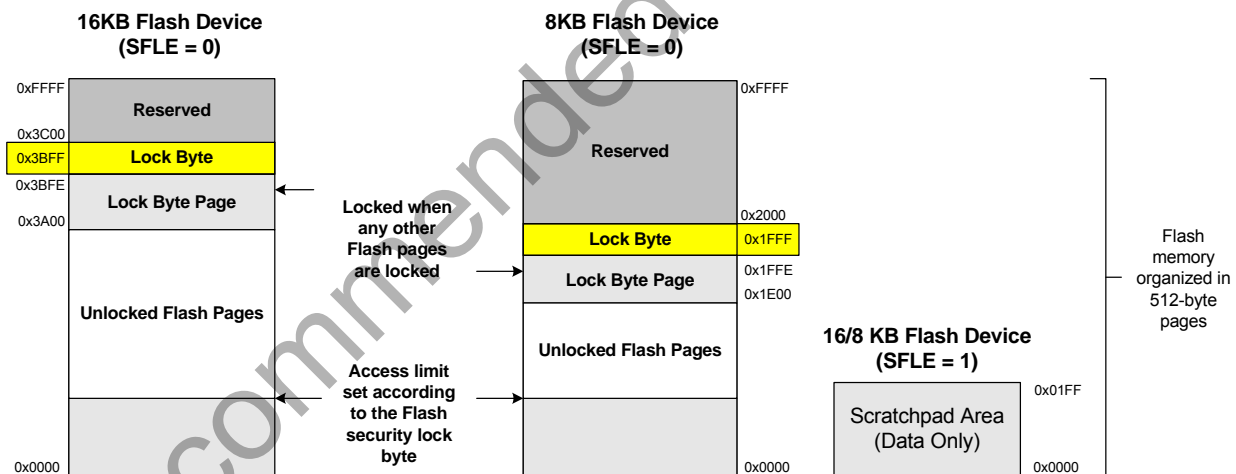 16KB Flash Device
(SFLE = 0)
0xFFFF
Reserved
0x3C00
0x3BFF
Lock Byte
0x3BFE
Lock Byte Page
0x3A00
Unlocked Flash Pages
0x0000
Locked when
any other
Flash pages
are locked
Access limit
set according
to the Flash
security lock
byte
8KB Flash Device
(SFLE = 0)
0xFFFF
Reserved
0x2000
Lock Byte
0x1FFF
0x1FFE
Lock Byte Page
0x1E00
Unlocked Flash Pages
0x0000
16/8 KB Flash Device
(SFLE = 1)
0x01FF
Scratchpad Area
(Data Only)
0x0000
Flash
memory
organized in
512-byte
pages
commended